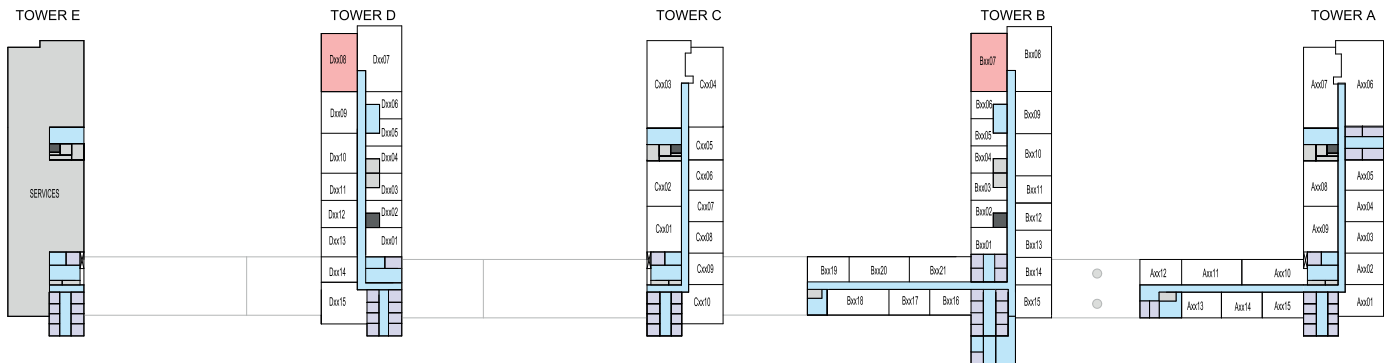 TOWER E
TOWER D
TOWER C
TOWER B
TOWER A
SERVICES
Dxx08
Dxx07
Dxx09
Dxx06
Dxx05
Dxx10
Dxx04
Dxx11
Dxx03
Dxx12
Dxx02
Dxx13
Dxx01
Dxx14
Dxx15
Cxx03
Cxx04
Cxx05
Cxx02
Cxx06
Cxx07
Cxx01
Cxx08
Cxx09
Cxx10
Bxx07
Bxx08
Bxx06
Bxx09
Bxx05
Bxx04
Bxx10
Bxx03
Bxx11
Bxx02
Bxx12
Bxx01
Bxx13
Bxx19
Bxx20
Bxx21
Bxx14
Bxx18
Bxx17
Bxx16
Bxx15
Axx07
Axx06
Axx05
Axx08
Axx04
Axx09
Axx03
Axx12
Axx11
Axx10
Axx02
Axx13
Axx14
Axx15
Axx01